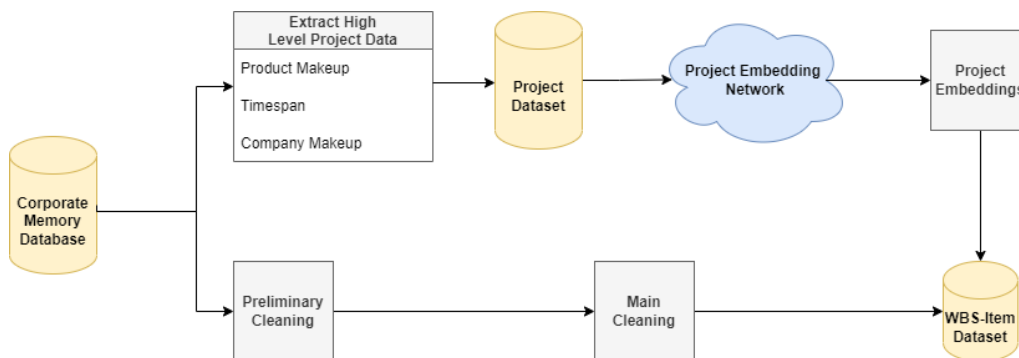 Extract High
Level Project Data
Product Makeup
Timespan
Company Makeup
Project
Dataset
Project Embedding
Network
Project
Embeddings
Corporate
Memory
Database
Preliminary
Cleaning
Main
Cleaning
WBS-Item
Dataset